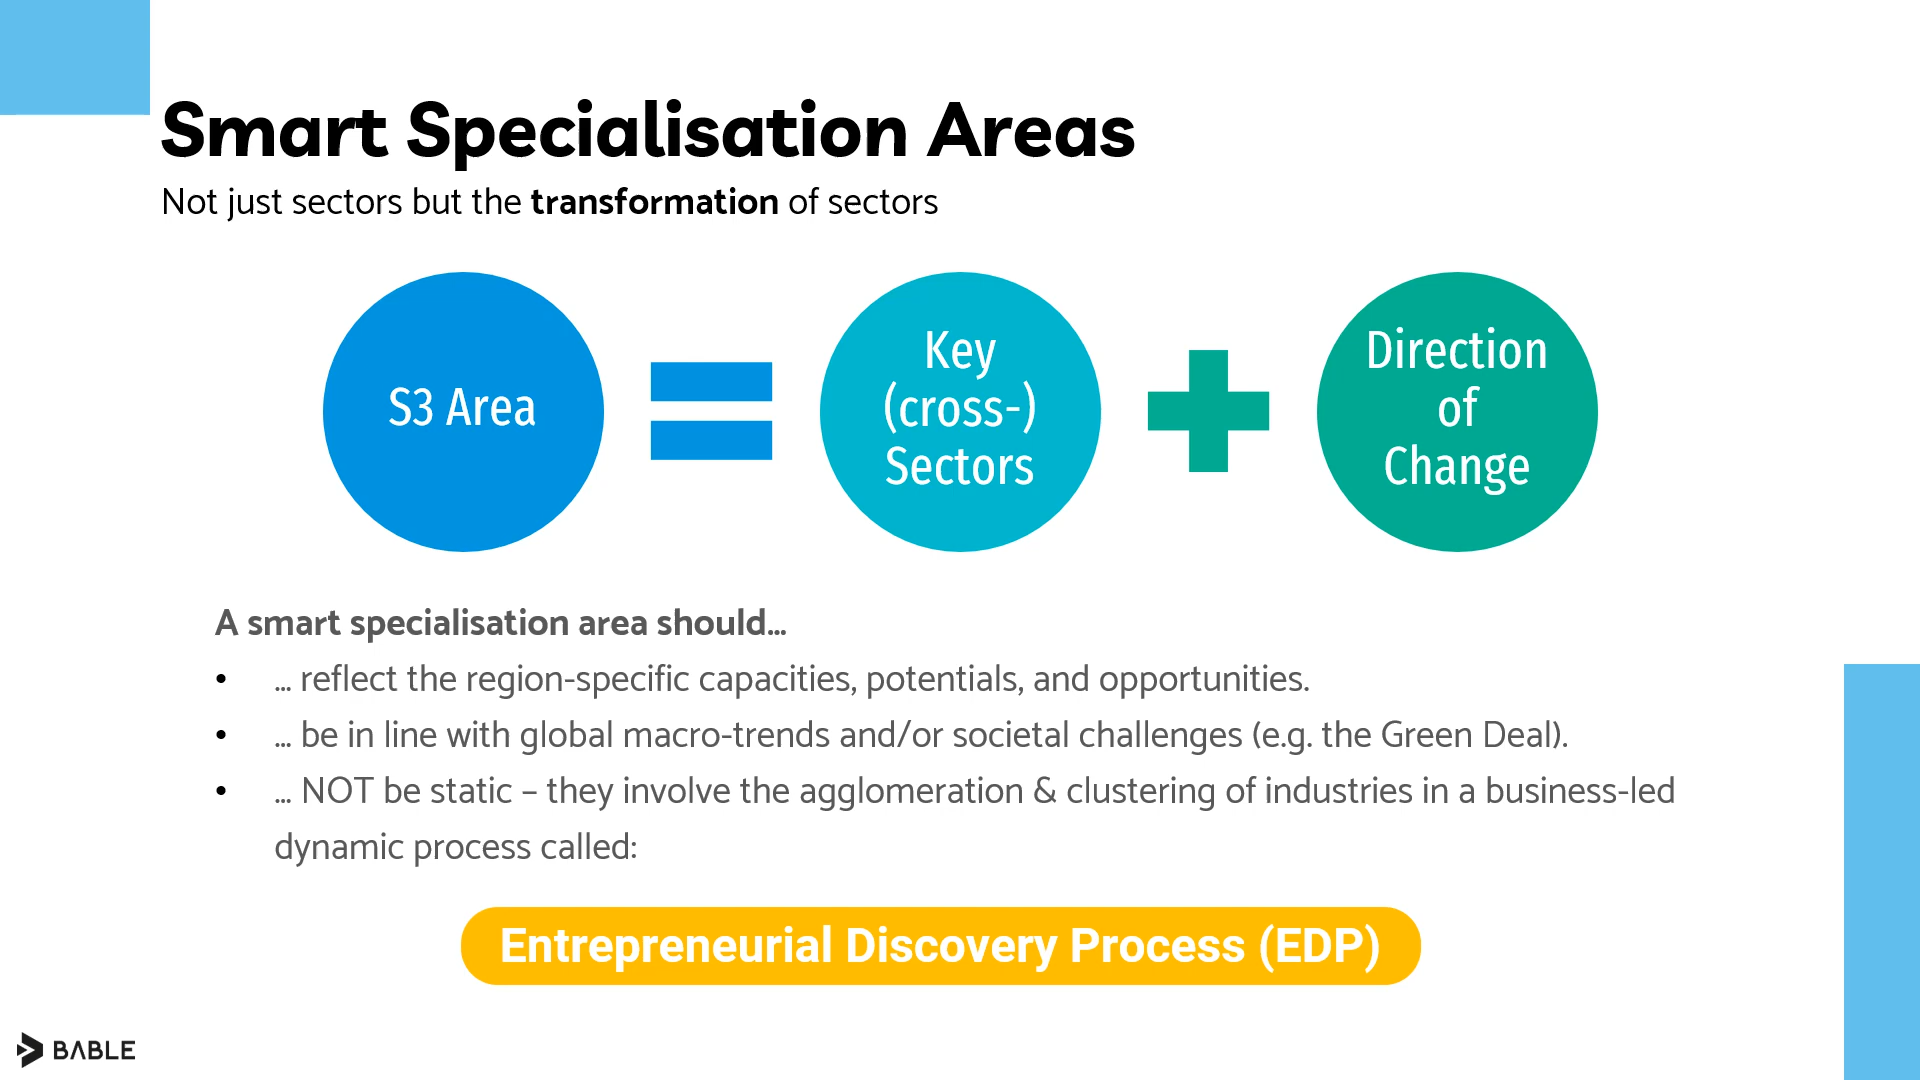 Smart Specialisation Areas
Not just sectors but the transformation of sectors
S3 Area
Key
(cross-)
Sectors
Direction
of
Change
A smart specialisation area should...
• ... reflect the region-specific capacities, potentials, and opportunities.
• ... be in line with global macro-trends and/or societal challenges (e.g. the Green Deal).
• ... NOT be static – they involve the agglomeration & clustering of industries in a business-led
dynamic process called:
Entrepreneurial Discovery Process (EDP)
BABLE